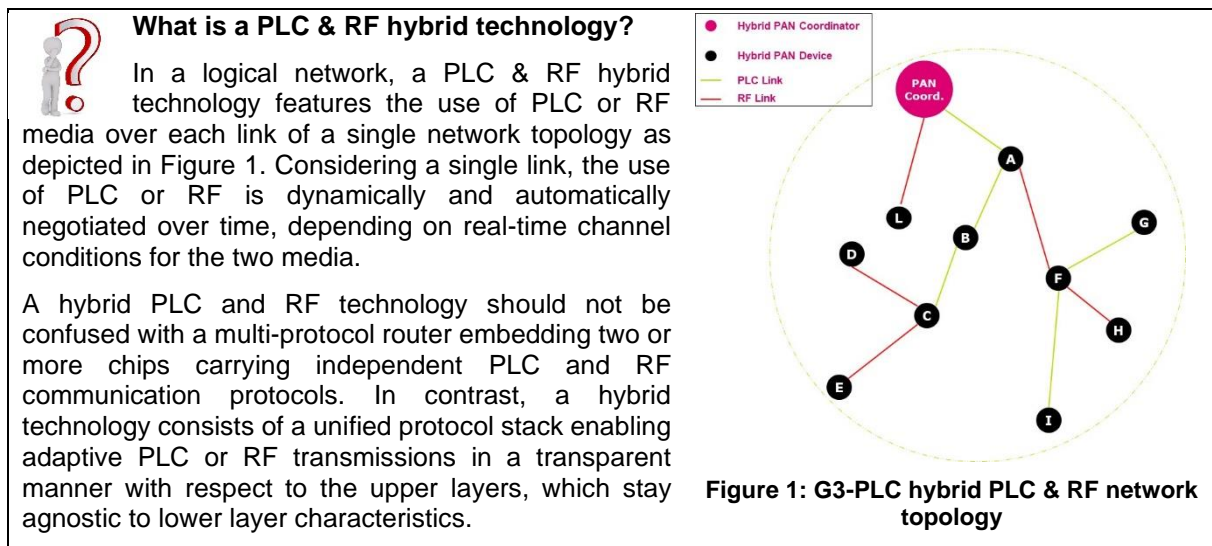 What is a PLC & RF hybrid technology?
In a logical network, a PLC & RF hybrid
technology features the use of PLC or RF
media over each link of a single network topology as
depicted in Figure 1. Considering a single link, the use
of PLC or RF is dynamically and automatically
negotiated over time, depending on real-time channel
conditions for the two media.
A hybrid PLC and RF technology should not be
confused with a multi-protocol router embedding two or
more chips carrying independent PLC and RF
communication protocols. In contrast, a hybrid
technology consists of a unified protocol stack enabling
adaptive PLC or RF transmissions in a transparent
manner with respect to the upper layers, which stay
agnostic to lower layer characteristics.
Hybrid PAN Coordinator
Hybrid PAN Device
PLC Link
RF Link
PAN
Coord.
A
L
B
G
D
F
C
H
E
I
Figure 1: G3-PLC hybrid PLC & RF network
topology